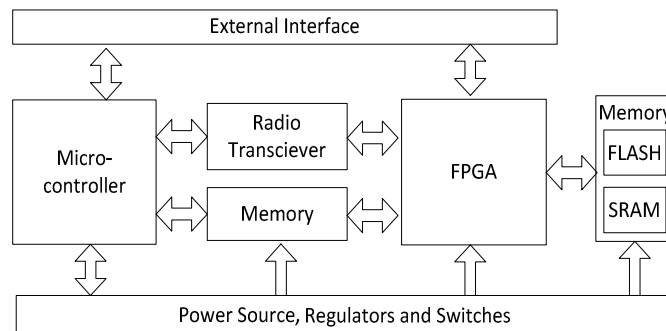 External Interface
Micro-
controller
Radio
Transciever
Memory
FPGA
Memory
FLASH
SRAM
Power Source, Regulators and Switches